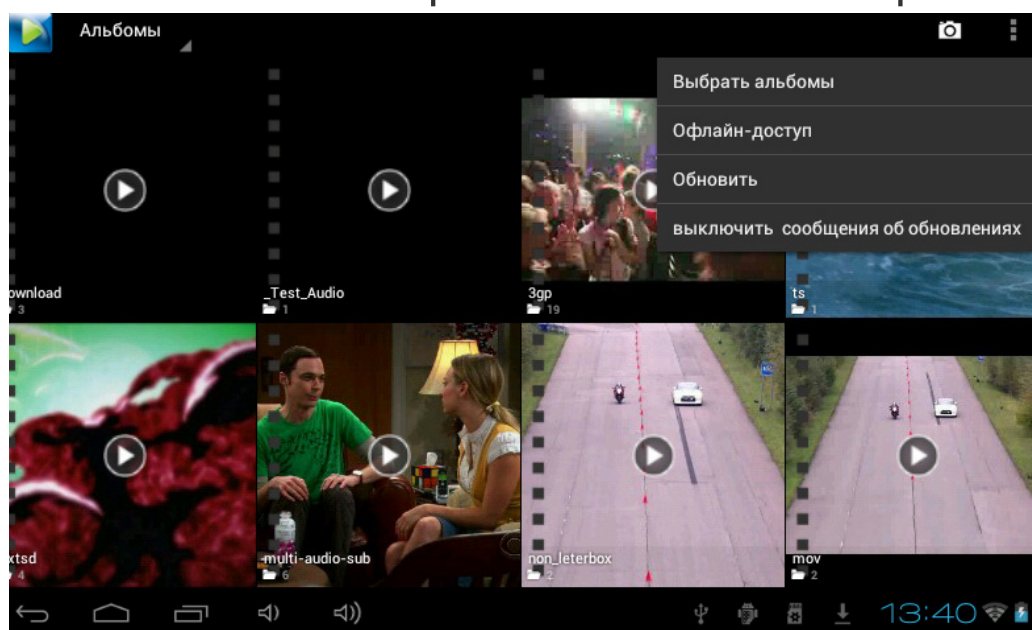 Альбомы
Выбрать альбомы
Офлайн-доступ
Обновить
выключить сообщения об обновлениях
ownload
3
_Test_Audio
1
3gp
19
ts
1
xtsd
4
-multi-audio-sub
6
non_leterbox
2
mov
2
13:40